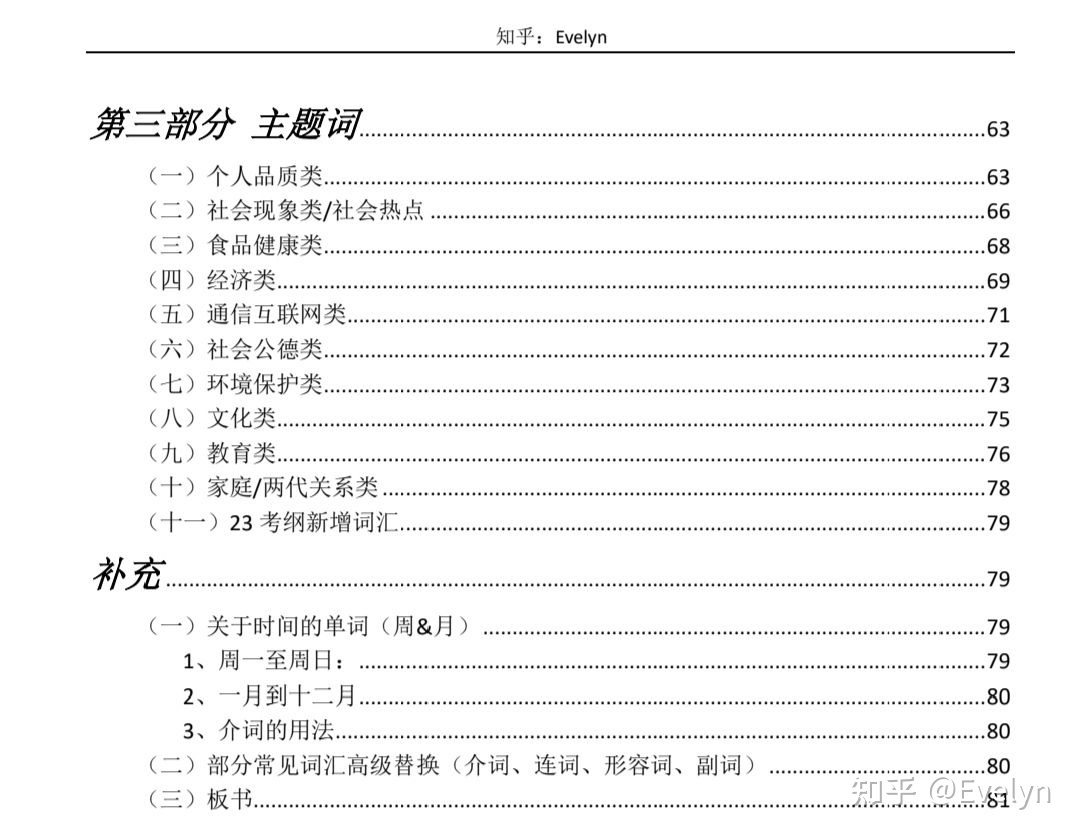 知乎：Evelyn
第三部分 主题词........63
（一）个人品质类........63
（二）社会现象类/社会热点........66
（三）食品健康类........68
（四）经济类........69
（五）通信互联网类........71
（六）社会公德类........72
（七）环境保护类........73
（八）文化类........75
（九）教育类........76
（十）家庭/两代关系类........78
（十一）23 考纲新增词汇........79
补充........79
（一）关于时间的单词（周&月）........79
1、周一至周日：........79
2、一月到十二月........80
3、介词的用法........80
（二）部分常见词汇高级替换（介词、连词、形容词、副词）........80
（三）板书........81
知乎 @Evelyn